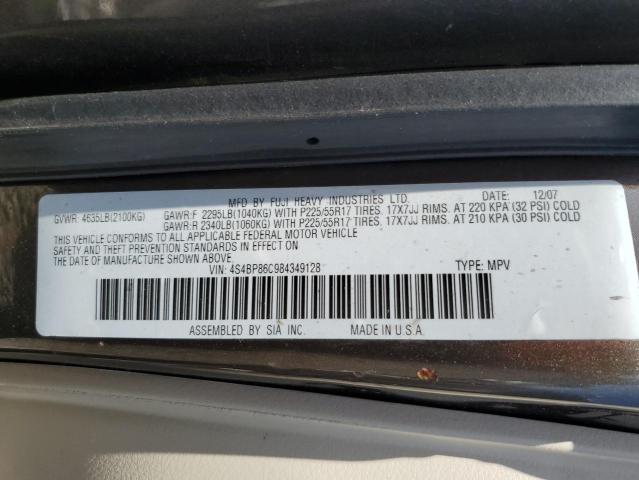 MFD BY FUJI HEAVY INDUSTRIES LTD. DATE: 12/07
GVWR: 4635LB(2100KG) GAWR:F 2295LB(1040KG) WITH P225/55R17 TIRES. 17X7JJ RIMS. AT 220 KPA (32 PSI) COLD
GAWR:R 2340LB(1060KG) WITH P225/55R17 TIRES. 17X7JJ RIMS. AT 210 KPA (30 PSI) COLD
THIS VEHICLE CONFORMS TO ALL APPLICABLE FEDERAL MOTOR VEHICLE
SAFETY AND THEFT PREVENTION STANDARDS IN EFFECT ON
THE DATE OF MANUFACTURE SHOWN ABOVE.
VIN: 4S4BP86C984349128 TYPE: MPV
ASSEMBLED BY SIA INC. MADE IN U.S.A.